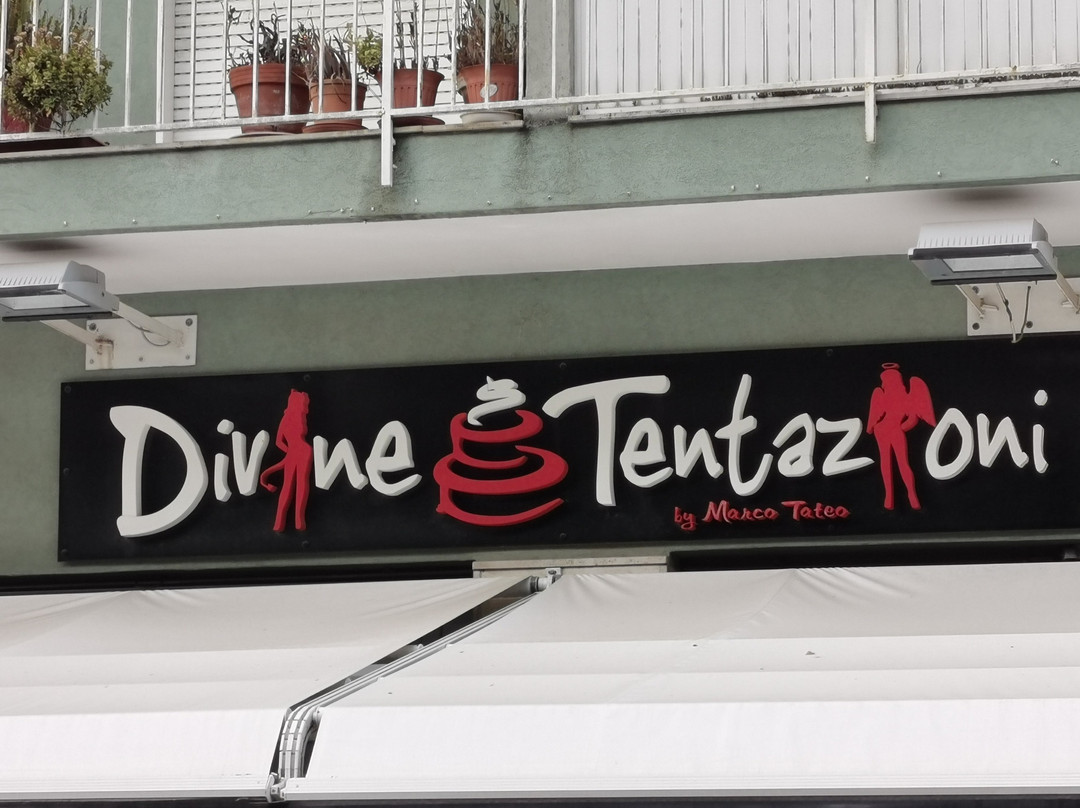 Divine Tentazioni
by Marco Tateo